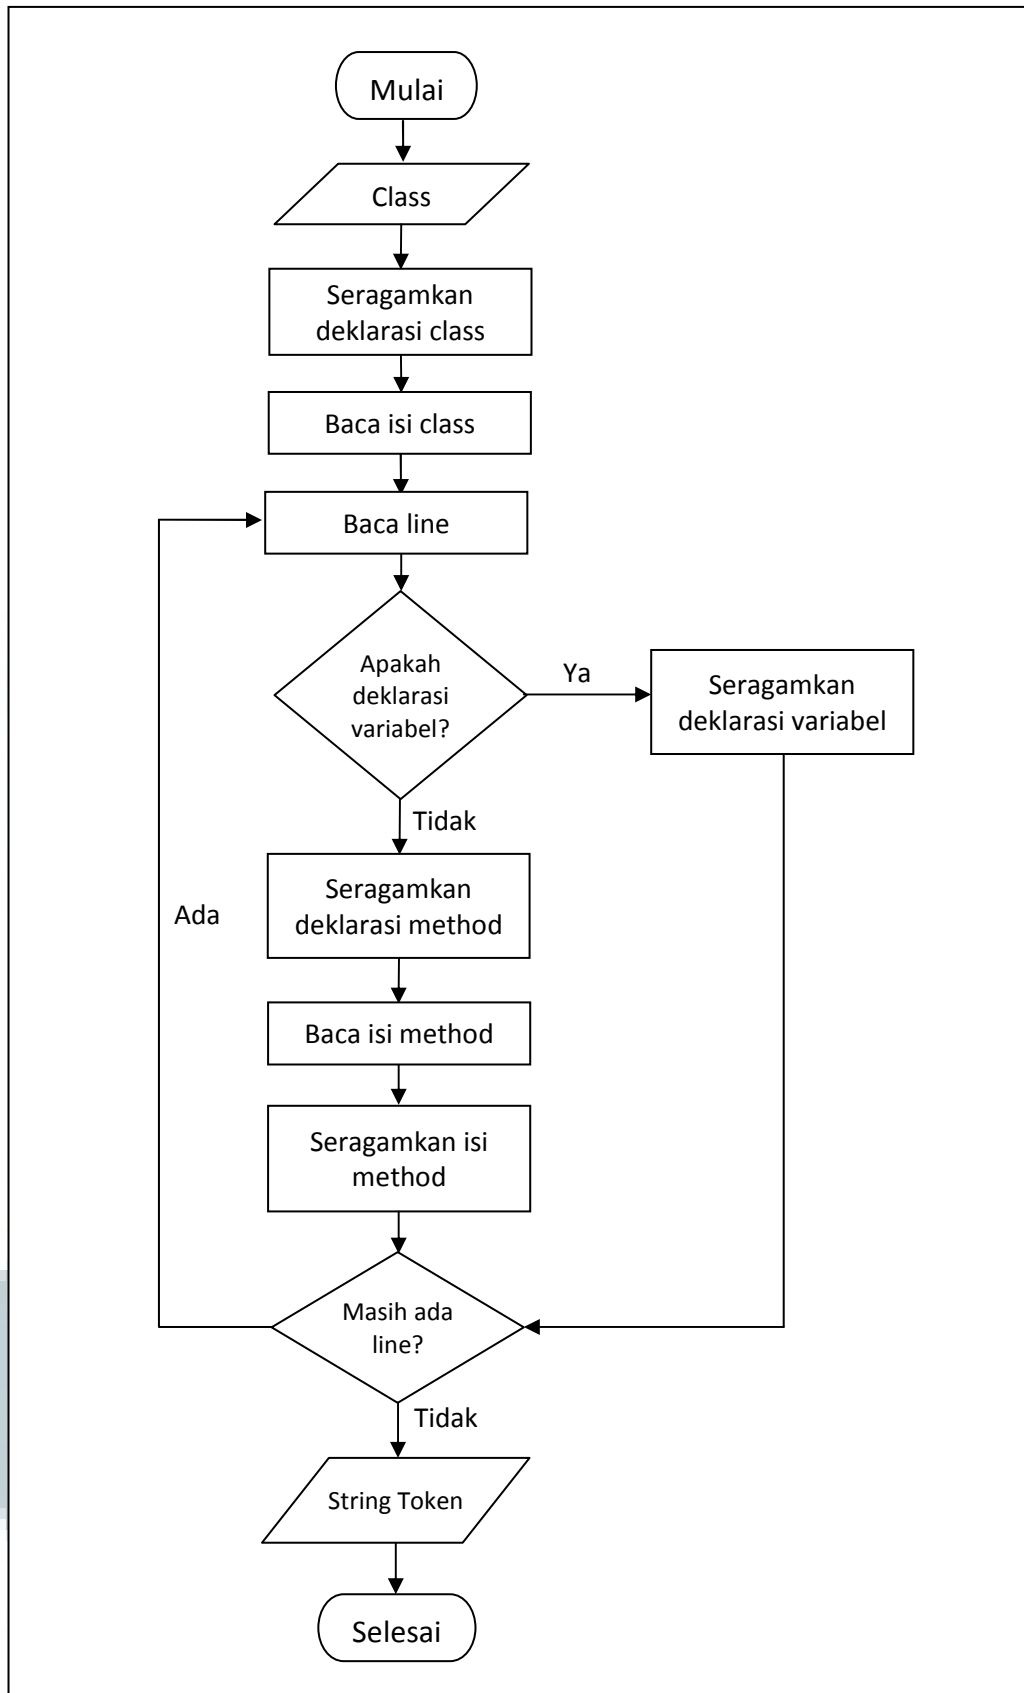 Mulai
Class
Seragamkan
deklarasi class
Baca isi class
Baca line
Apakah
deklarasi
variabel?
Ya
Seragamkan
deklarasi variabel
Tidak
Seragamkan
deklarasi method
Ada
Baca isi method
Seragamkan isi
method
Masih ada
line?
Tidak
String Token
Selesai